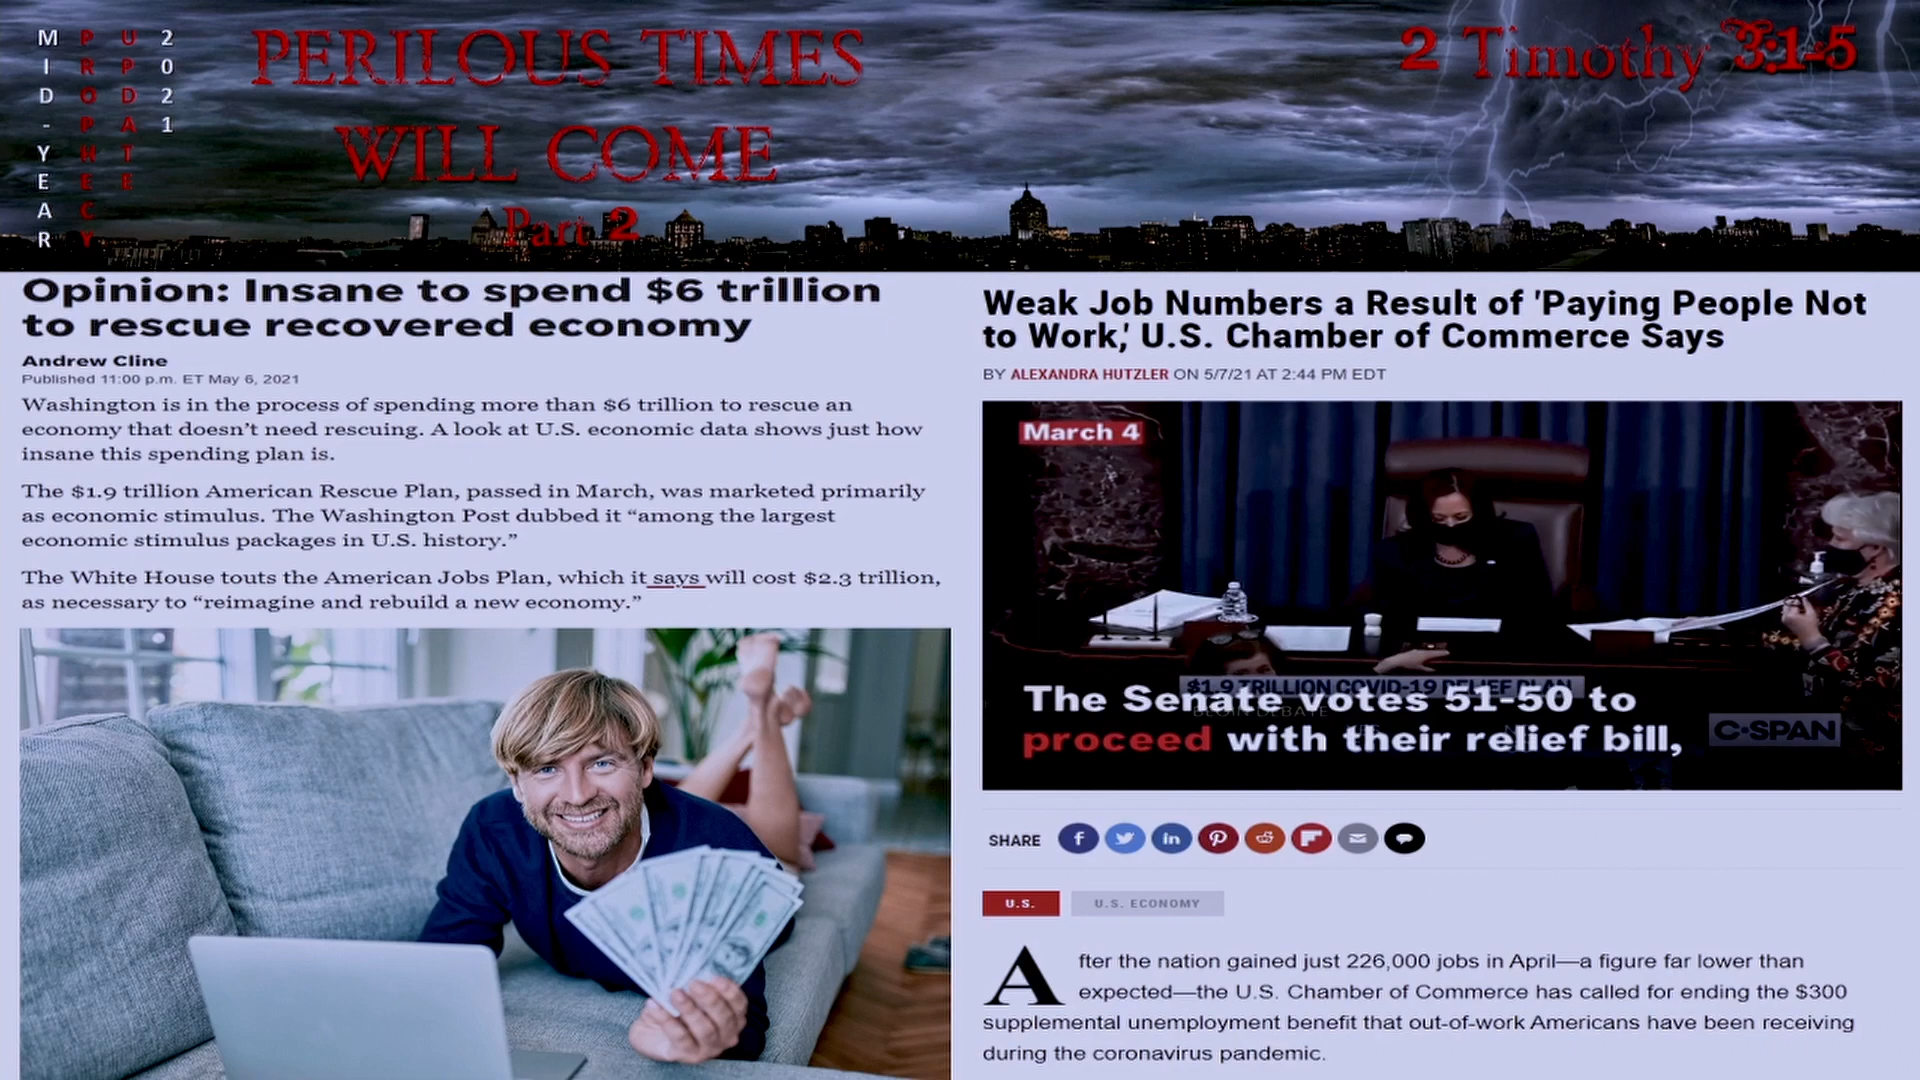 MID-YEAR
PROPHECY
UPDATE
2021
PERILOUS TIMES
WILL COME
Part 2
2 Timothy 3:1-5
Opinion: Insane to spend $6 trillion
to rescue recovered economy
Andrew Cline
Published 11:00 p.m. ET May 6, 2021
Washington is in the process of spending more than $6 trillion to rescue an
economy that doesn’t need rescuing. A look at U.S. economic data shows just how
insane this spending plan is.
The $1.9 trillion American Rescue Plan, passed in March, was marketed primarily
as economic stimulus. The Washington Post dubbed it “among the largest
economic stimulus packages in U.S. history.”
The White House touts the American Jobs Plan, which it says will cost $2.3 trillion,
as necessary to “reimagine and rebuild a new economy.”
Weak Job Numbers a Result of 'Paying People Not
to Work,' U.S. Chamber of Commerce Says
BY ALEXANDRA HUTZLER ON 5/7/21 AT 2:44 PM EDT
March 4
$1.9 TRILLION COVID-19 RELIEF PLAN
BEGIN DEBATE
The Senate votes 51-50 to
proceed with their relief bill,
C-SPAN
SHARE
U.S.
U.S. ECONOMY
After the nation gained just 226,000 jobs in April—a figure far lower than
expected—the U.S. Chamber of Commerce has called for ending the $300
supplemental unemployment benefit that out-of-work Americans have been receiving
during the coronavirus pandemic.